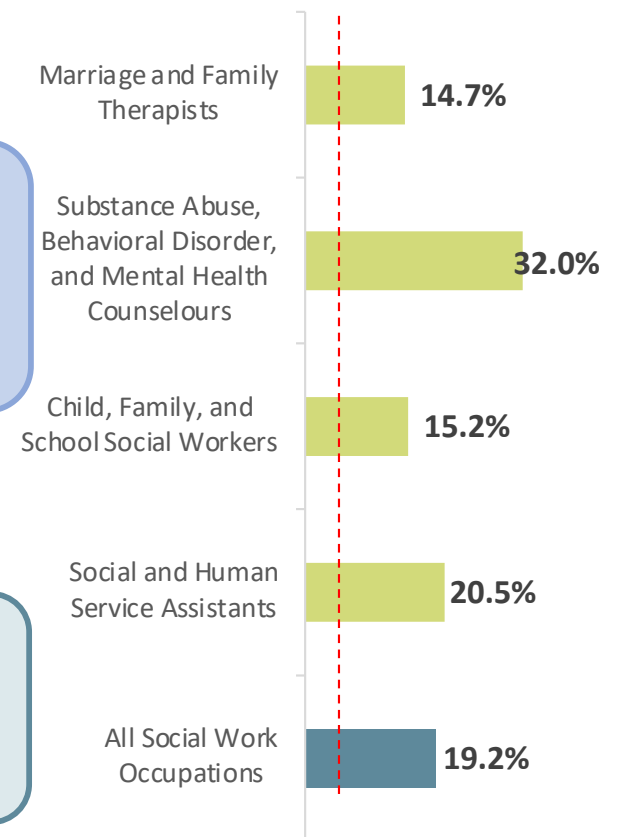 Marriage and Family
Therapists
14.7%
Substance Abuse,
Behavioral Disorder,
and Mental Health
Counselours
32.0%
Child, Family, and
School Social Workers
15.2%
Social and Human
Service Assistants
20.5%
All Social Work
Occupations
19.2%